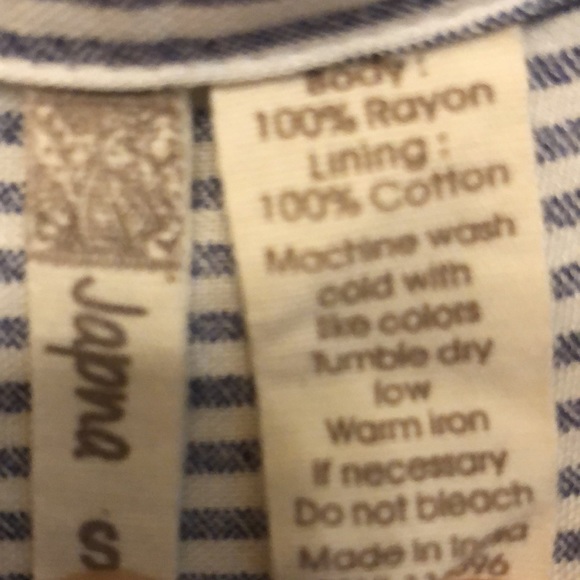 Japna
S
Body:
100% Rayon
Lining:
100% Cotton
Machine wash
cold with
like colors
Tumble dry
low
Warm iron
If necessary
Do not bleach
Made in India